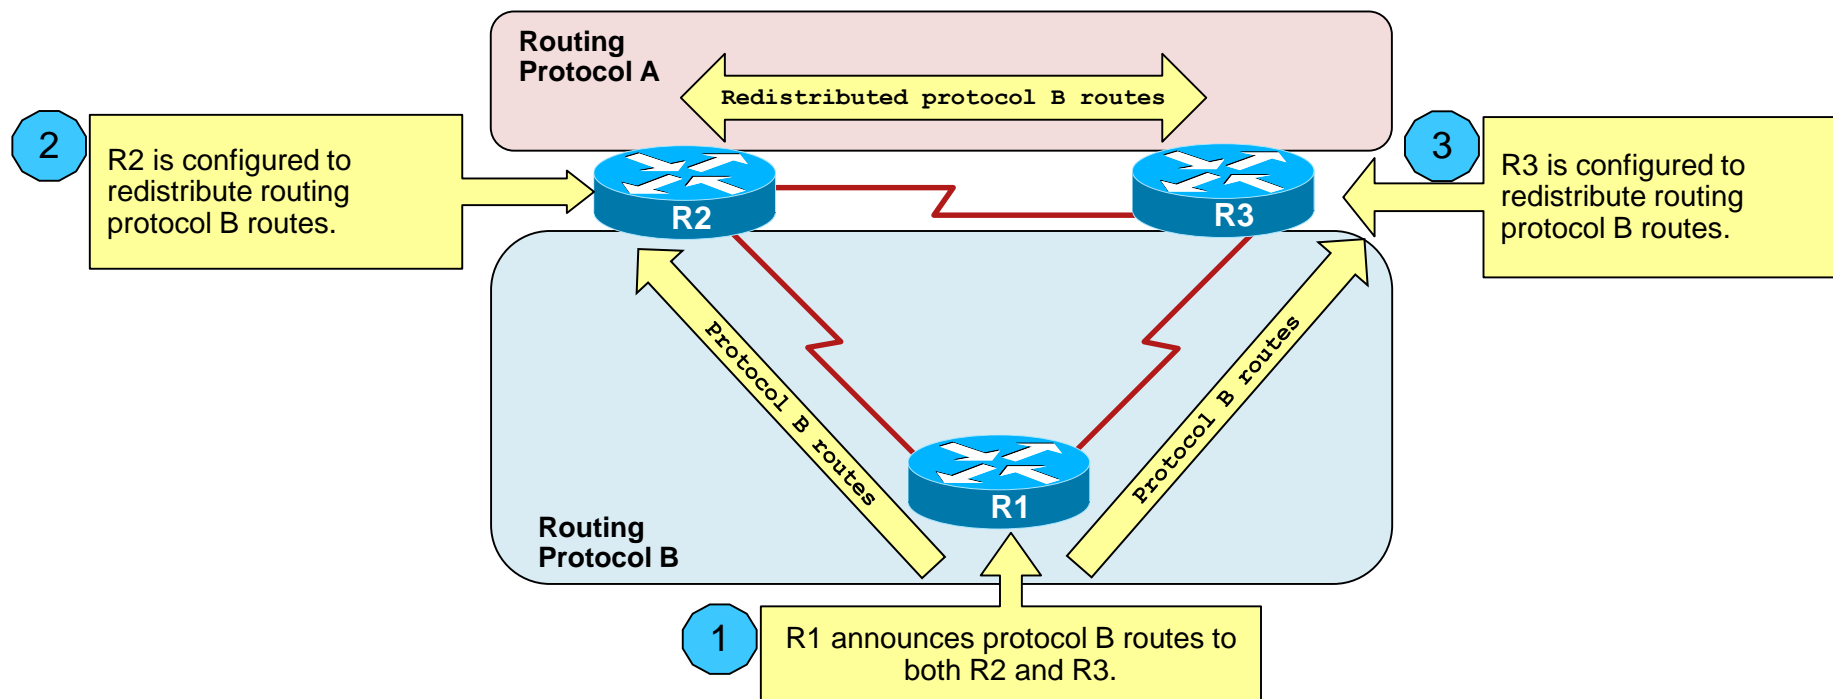 Routing
Protocol A
Redistributed protocol B routes
2
R2 is configured to
redistribute routing
protocol B routes.
3
R3 is configured to
redistribute routing
protocol B routes.
R2
R3
Protocol B routes
Protocol B routes
R1
Routing
Protocol B
1
R1 announces protocol B routes to
both R2 and R3.